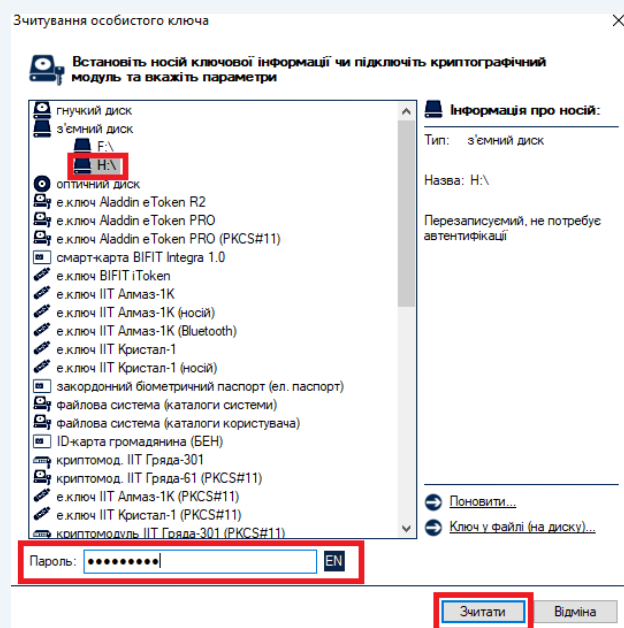 Зчитування особистого ключа
Встановіть носій ключової інформації чи підключіть криптографічний
модуль та вкажіть параметри
гнучкий диск
з'ємний диск
F:\
H:\
оптичний диск
е.ключ Aladdin eToken R2
е.ключ Aladdin eToken PRO
е.ключ Aladdin eToken PRO (PKCS#11)
смарт-карта BIFIT Integra 1.0
е.ключ BIFIT iToken
е.ключ ІІТ Алмаз-1К
е.ключ ІІТ Алмаз-1К (носій)
е.ключ ІІТ Алмаз-1К (Bluetooth)
е.ключ ІІТ Кристал-1
е.ключ ІІТ Кристал-1 (носій)
закордонний біометричний паспорт (ел. паспорт)
файлова система (каталоги системи)
файлова система (каталоги користувача)
ID-карта громадянина (БЕН)
криптомод. ІІТ Гряда-301
криптомод. ІІТ Гряда-61 (PKCS#11)
е.ключ ІІТ Алмаз-1К (PKCS#11)
е.ключ ІІТ Кристал-1 (PKCS#11)
криптомодуль ІІТ Гряда-301 (PKCS#11)
Інформація про носій:
Тип: з'ємний диск
Назва: H:\
Перезаписуємий, не потребує
автентифікації
Поновити...
Ключ у файлі (на диску)...
Пароль: ●●●●●●●●● EN
Зчитати Відміна